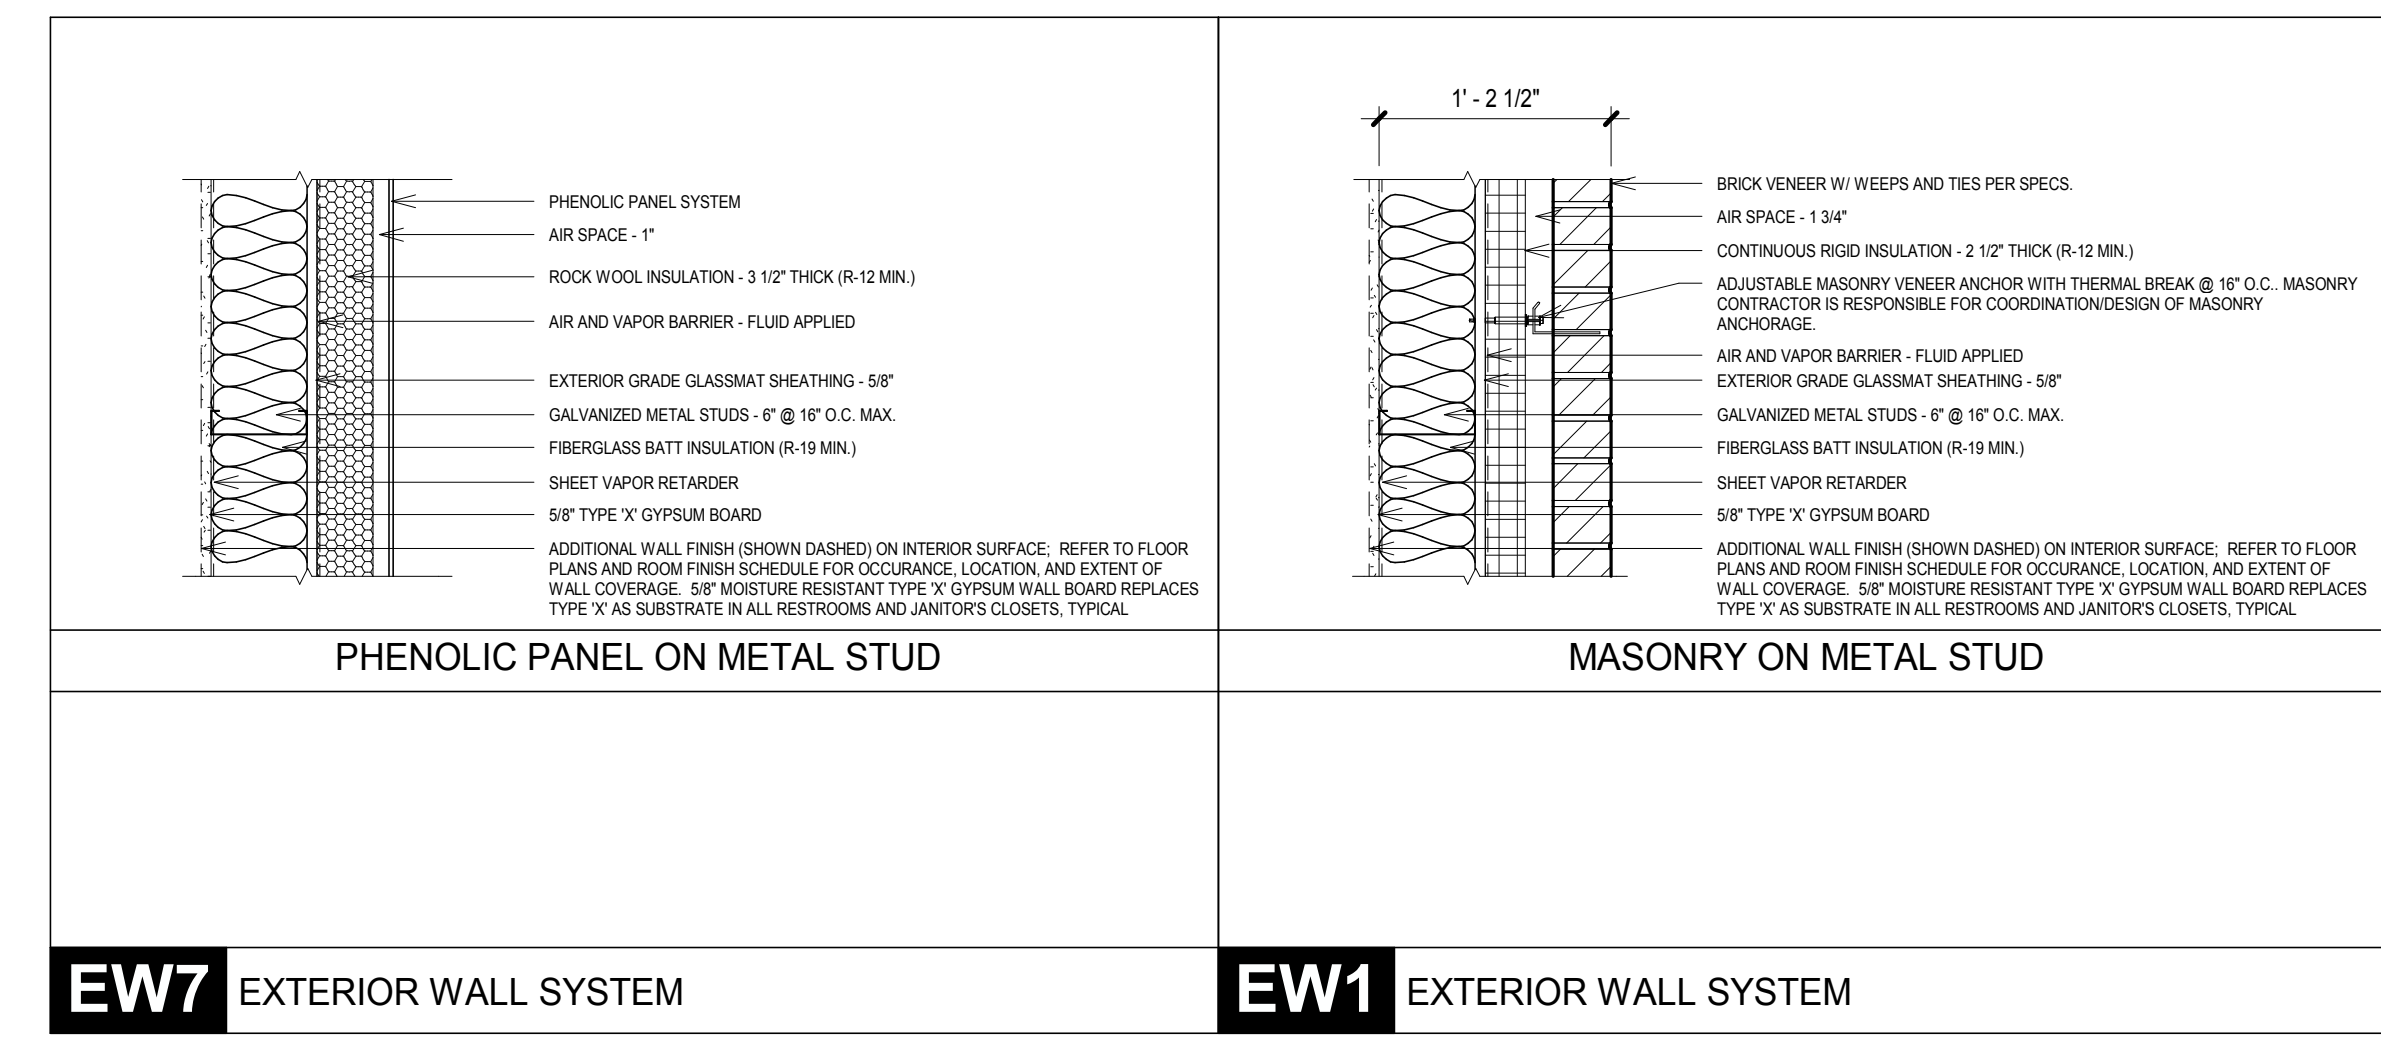 PHENOLIC PANEL SYSTEM
AIR SPACE - 1"
ROCK WOOL INSULATION - 3 1/2" THICK (R-12 MIN.)
AIR AND VAPOR BARRIER - FLUID APPLIED
EXTERIOR GRADE GLASSMAT SHEATHING - 5/8"
GALVANIZED METAL STUDS - 6" @ 16" O.C. MAX.
FIBERGLASS BATT INSULATION (R-19 MIN.)
SHEET VAPOR RETARDER
5/8" TYPE 'X' GYPSUM BOARD
ADDITIONAL WALL FINISH (SHOWN DASHED) ON INTERIOR SURFACE; REFER TO FLOOR
PLANS AND ROOM FINISH SCHEDULE FOR OCCURANCE, LOCATION, AND EXTENT OF
WALL COVERAGE. 5/8" MOISTURE RESISTANT TYPE 'X' GYPSUM WALL BOARD REPLACES
TYPE 'X' AS SUBSTRATE IN ALL RESTROOMS AND JANITOR'S CLOSETS, TYPICAL
PHENOLIC PANEL ON METAL STUD
EW7 EXTERIOR WALL SYSTEM
1' - 2 1/2"
BRICK VENEER W/ WEEPS AND TIES PER SPECS.
AIR SPACE - 1 3/4"
CONTINUOUS RIGID INSULATION - 2 1/2" THICK (R-12 MIN.)
ADJUSTABLE MASONRY VENEER ANCHOR WITH THERMAL BREAK @ 16" O.C.. MASONRY
CONTRACTOR IS RESPONSIBLE FOR COORDINATION/DESIGN OF MASONRY
ANCHORAGE.
AIR AND VAPOR BARRIER - FLUID APPLIED
EXTERIOR GRADE GLASSMAT SHEATHING - 5/8"
GALVANIZED METAL STUDS - 6" @ 16" O.C. MAX.
FIBERGLASS BATT INSULATION (R-19 MIN.)
SHEET VAPOR RETARDER
5/8" TYPE 'X' GYPSUM BOARD
ADDITIONAL WALL FINISH (SHOWN DASHED) ON INTERIOR SURFACE; REFER TO FLOOR
PLANS AND ROOM FINISH SCHEDULE FOR OCCURANCE, LOCATION, AND EXTENT OF
WALL COVERAGE. 5/8" MOISTURE RESISTANT TYPE 'X' GYPSUM WALL BOARD REPLACES
TYPE 'X' AS SUBSTRATE IN ALL RESTROOMS AND JANITOR'S CLOSETS, TYPICAL
MASONRY ON METAL STUD
EW1 EXTERIOR WALL SYSTEM